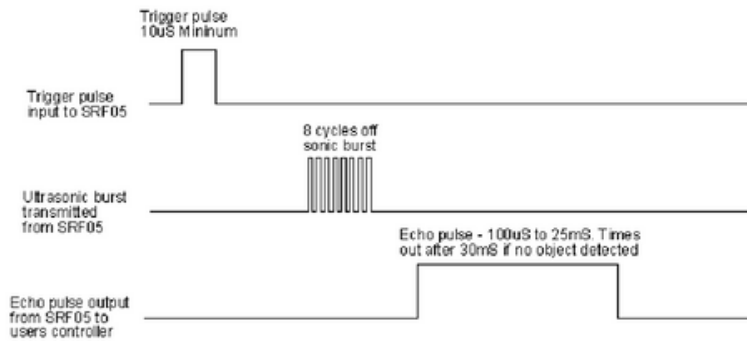 Trigger pulse
10uS Mininum
Trigger pulse
input to SRF05
8 cycles off
sonic burst
Ultrasonic burst
transmitted
from SRF05
Echo pulse - 100uS to 25mS. Times
out after 30mS if no object detected
Echo pulse output
from SRF05 to
users controller